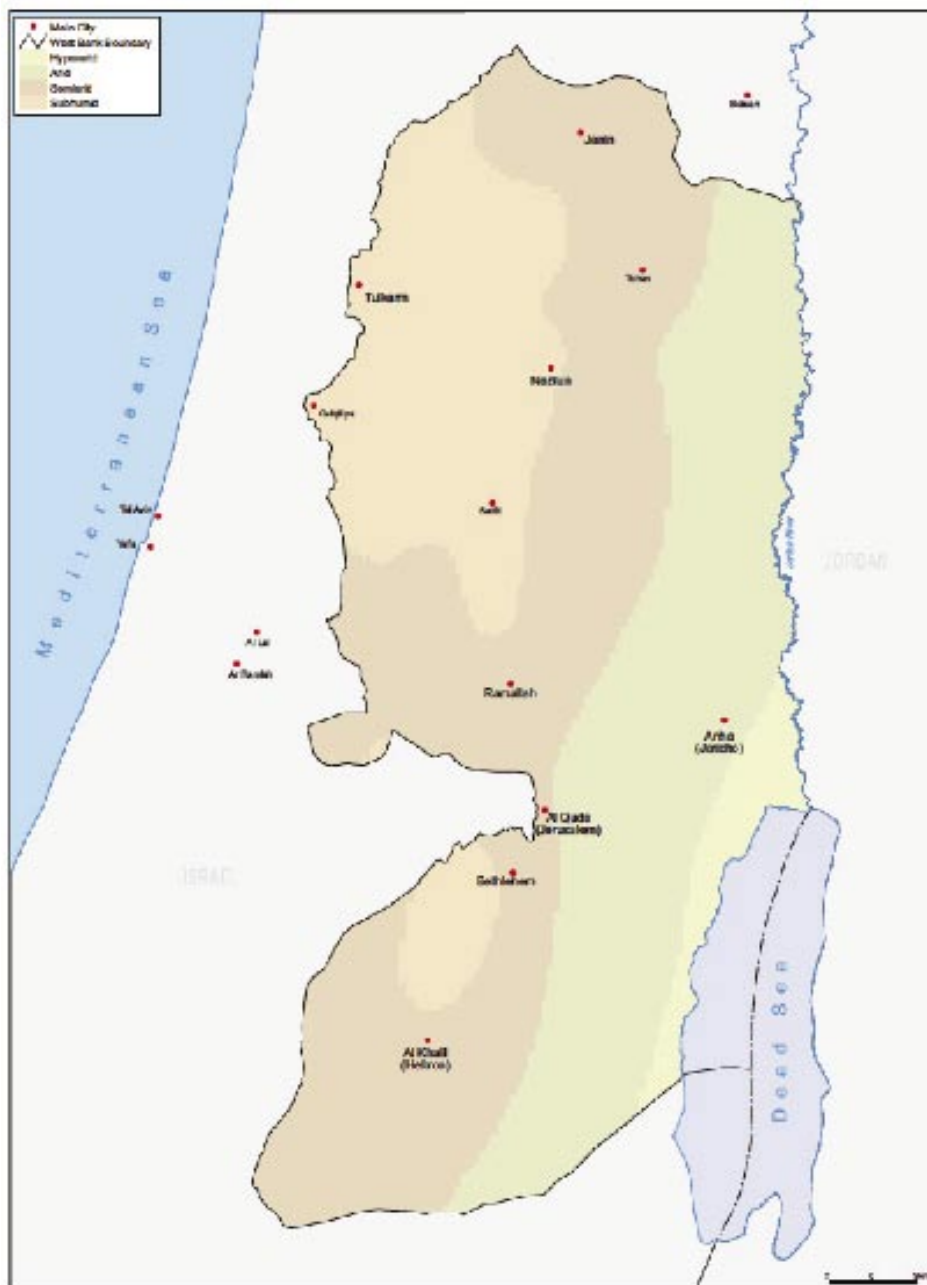 Main City
West Bank Boundary
Hyperarid
Arid
Semiarid
Subhumid
Jenin
Tulkarm
Nablus
Mediterranean Sea
Tel Aviv
Yafa
JORDAN
Ramallah
Ariha
(Jericho)
Al Quds
(Jerusalem)
ISRAEL
Bethlehem
Al Khalil
(Hebron)
Dead Sea